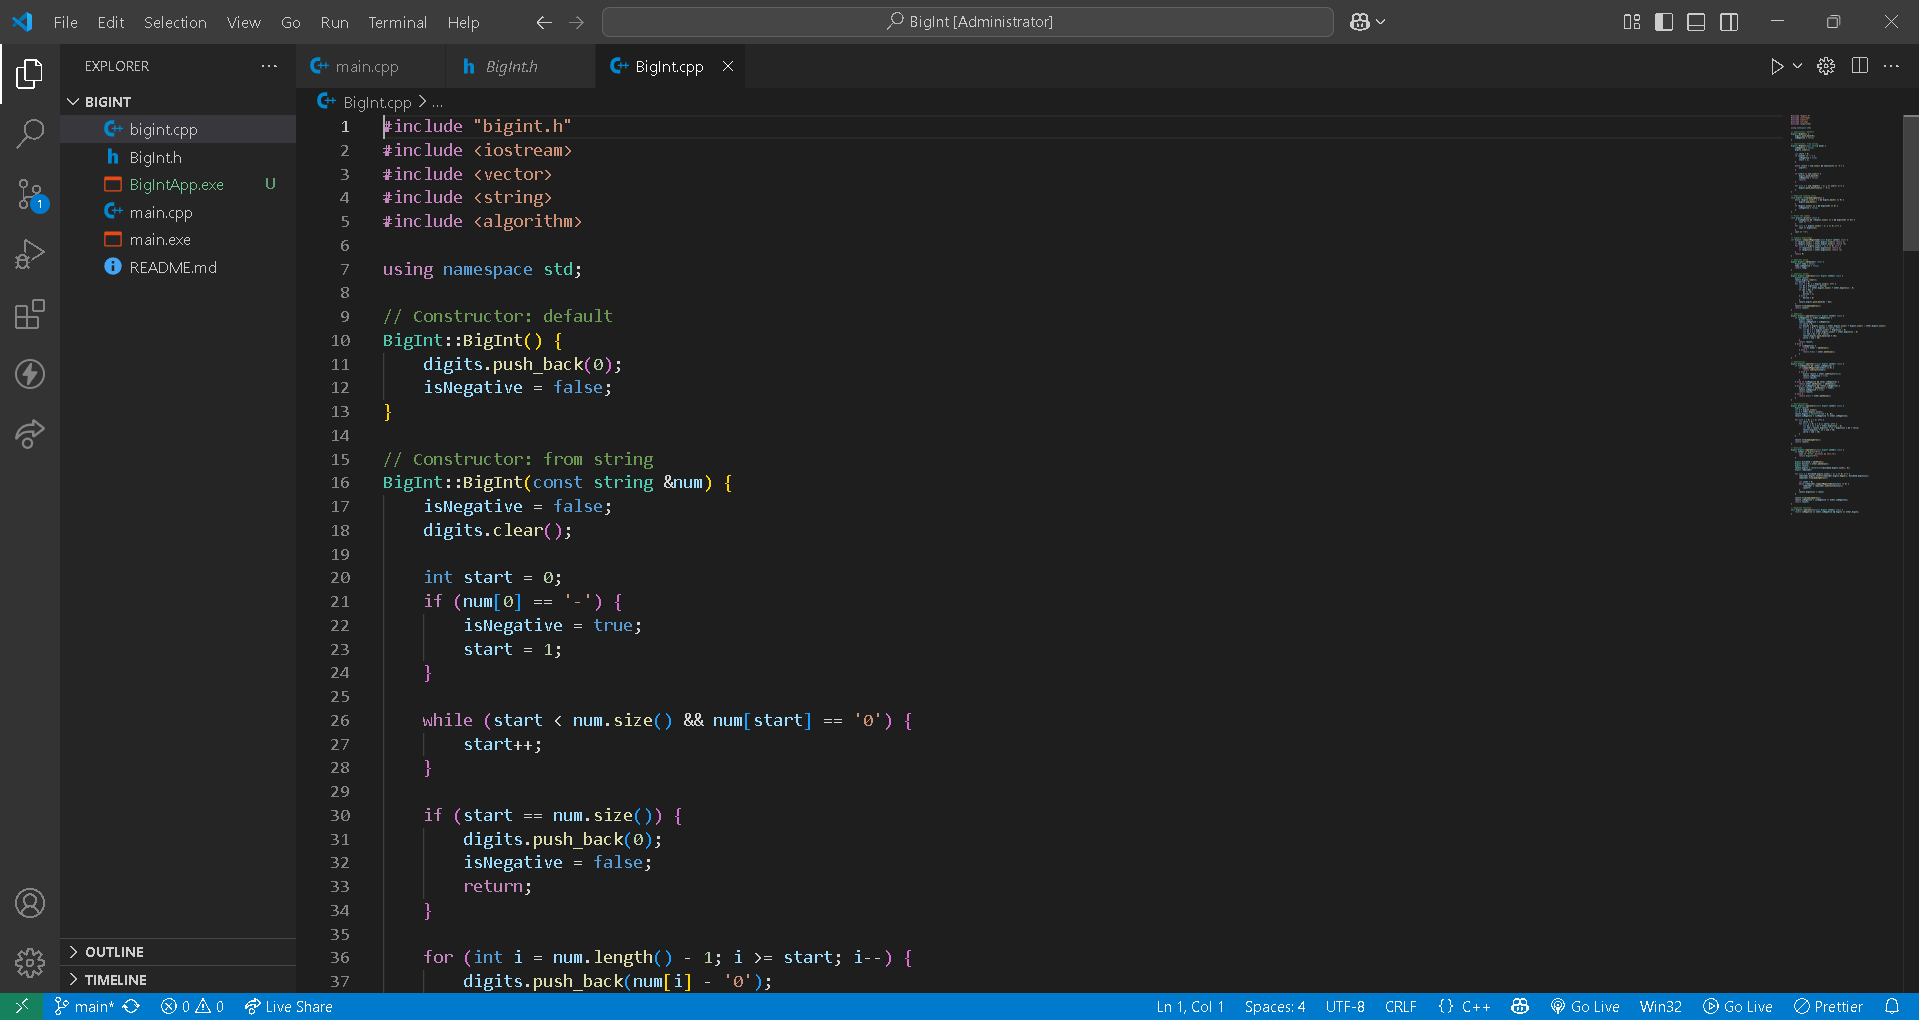 File Edit Selection View Go Run Terminal Help
BigInt [Administrator]
EXPLORER
main.cpp
BigInt.h
BigInt.cpp
BIGINT
bigint.cpp
BigInt.h
BigIntApp.exe U
main.cpp
main.exe
README.md
OUTLINE
TIMELINE
1
BigInt.cpp > ...
1 #include "bigint.h"
2 #include <iostream>
3 #include <vector>
4 #include <string>
5 #include <algorithm>
6
7 using namespace std;
8
9 // Constructor: default
10 BigInt::BigInt() {
11 digits.push_back(0);
12 isNegative = false;
13 }
14
15 // Constructor: from string
16 BigInt::BigInt(const string &num) {
17 isNegative = false;
18 digits.clear();
19
20 int start = 0;
21 if (num[0] == '-') {
22 isNegative = true;
23 start = 1;
24 }
25
26 while (start < num.size() && num[start] == '0') {
27 start++;
28 }
29
30 if (start == num.size()) {
31 digits.push_back(0);
32 isNegative = false;
33 return;
34 }
35
36 for (int i = num.length() - 1; i >= start; i--) {
37 digits.push_back(num[i] - '0');
main* 0 0 Live Share Ln 1, Col 1 Spaces: 4 UTF-8 CRLF {} C++ Go Live Win32 Go Live Prettier